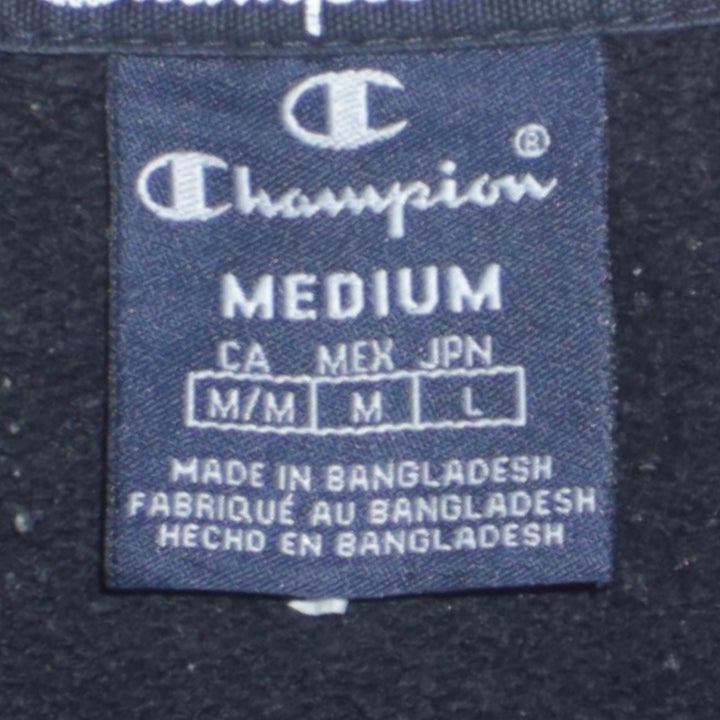 Champion®
MEDIUM
CA MEX JPN
M/M M L
MADE IN BANGLADESH
FABRIQUÉ AU BANGLADESH
HECHO EN BANGLADESH